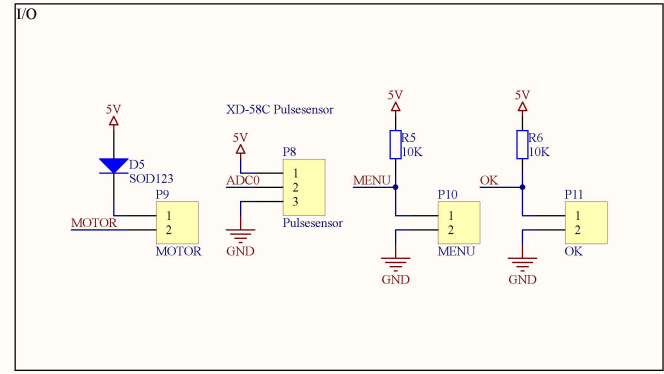 I/O
5V
D5
SOD123
P9
1
2
MOTOR
MOTOR
XD-58C Pulsesensor
5V
P8
1
2
3
ADC0
Pulsesensor
GND
5V
R5
10K
MENU
P10
1
2
MENU
GND
5V
R6
10K
OK
P11
1
2
OK
GND